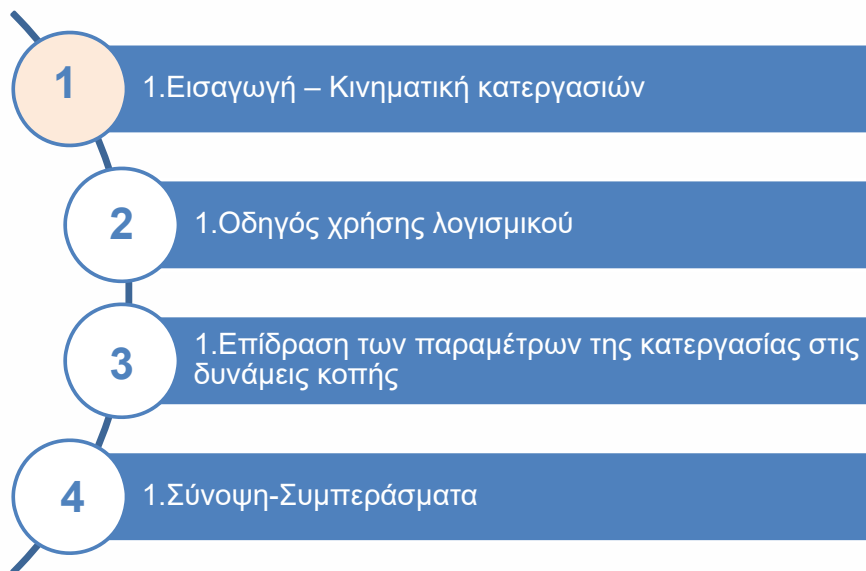 1
1.Εισαγωγή – Κινηματική κατεργασιών
2
1.Οδηγός χρήσης λογισμικού
3
1.Επίδραση των παραμέτρων της κατεργασίας στις
δυνάμεις κοπής
4
1.Σύνοψη-Συμπεράσματα